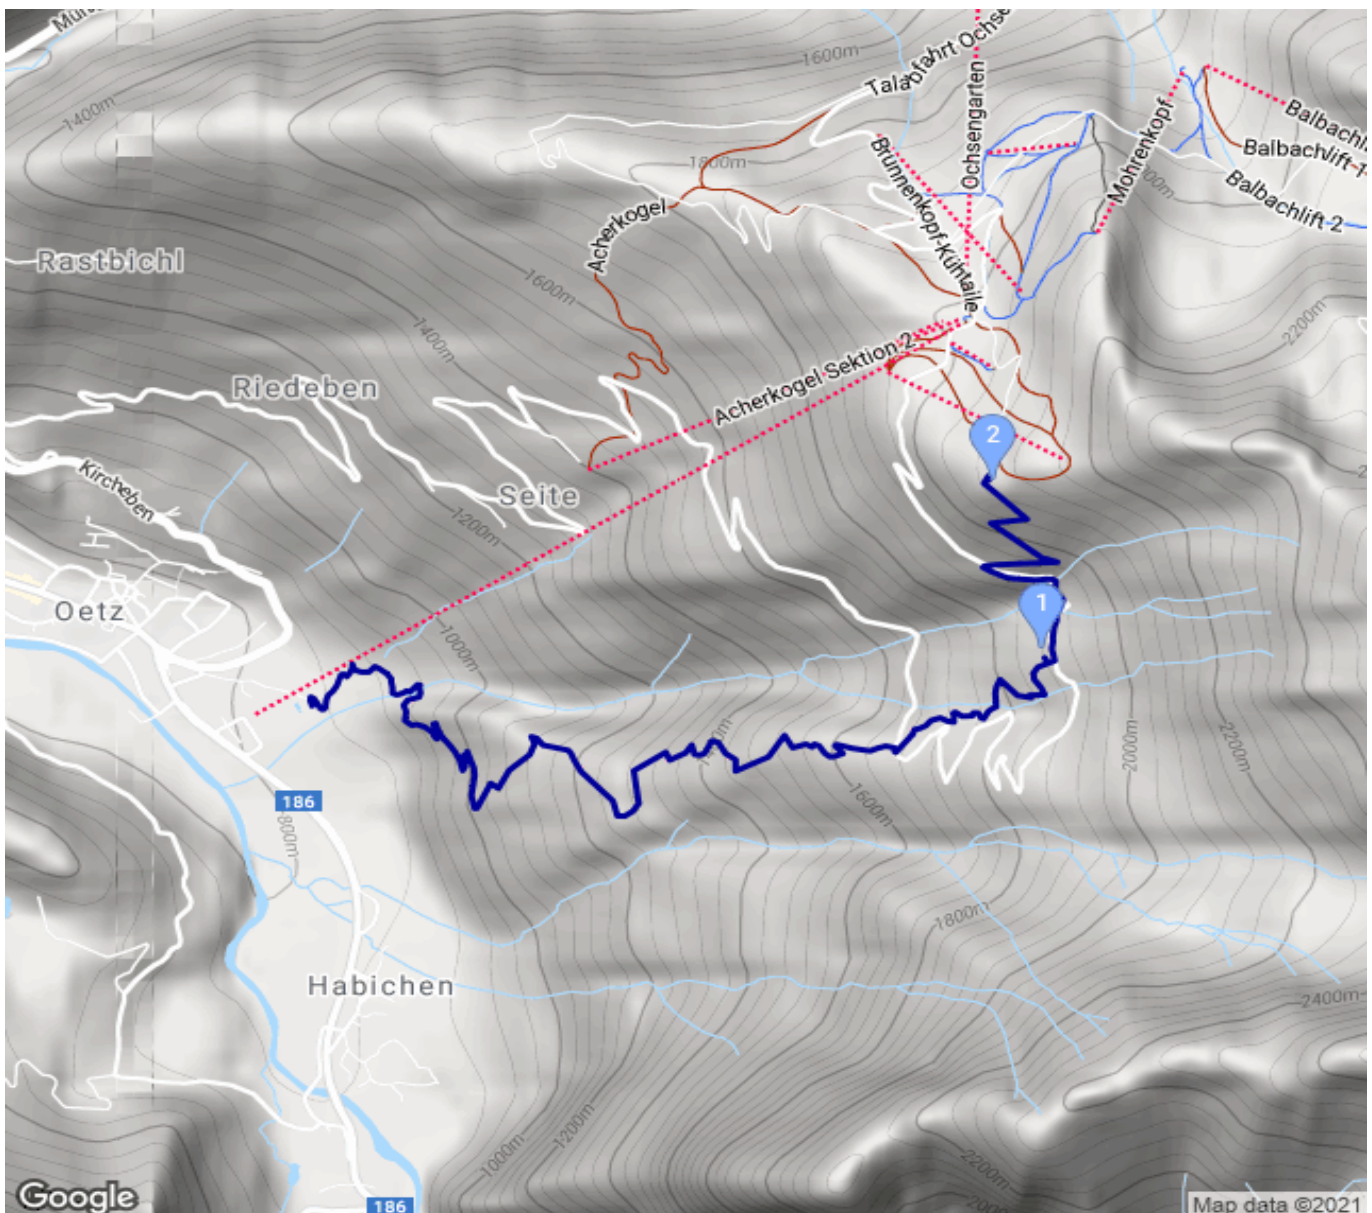 1600m
1400m
Talabfahrt Ochse
Ochsengarten
Mohrenkopf
Balbachli
Balbachlift 1
Balbachlift 2
1800m
Brunnenkopf-Kühtaile
Acherkogel
Rastbichl
1600m
2200m
1400m
Riedeben
Acherkogel Sektion 2
2
Kircheben
Seite
1200m
Oetz
1
1000m
2000m
2200m
186
800m
1600m
1800m
Habichen
2400m
1000m
1200m
2200m
186
Google
Map data ©2021